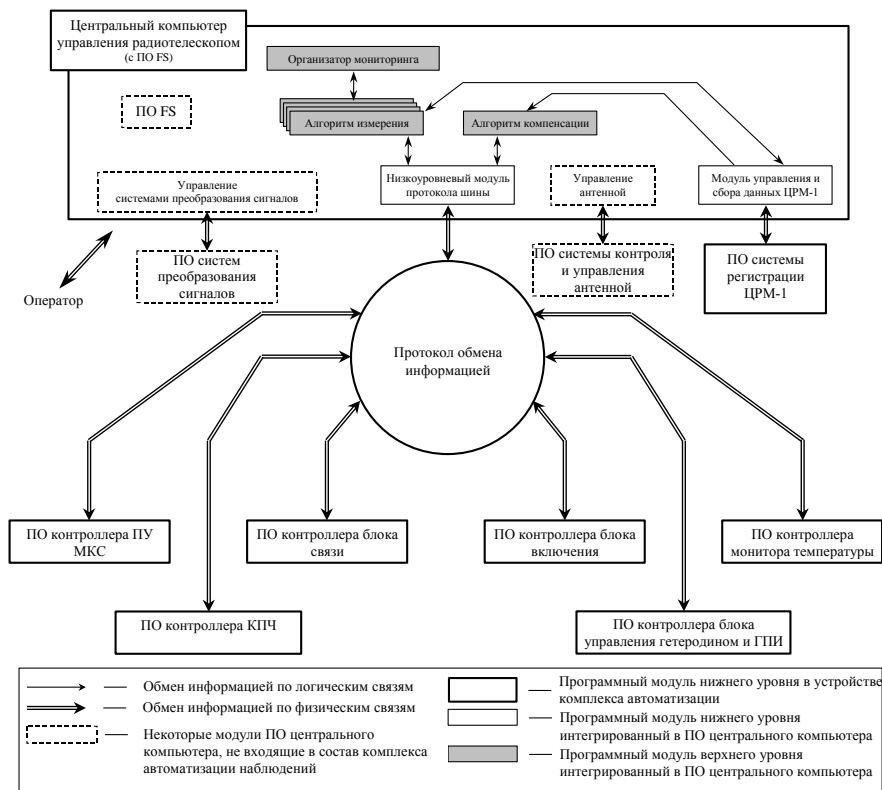 Центральный компьютер
управления радиотелескопом
(с ПО FS)
Организатор мониторинга
ПО FS
Алгоритм измерения
Алгоритм компенсации
Управление
системами преобразования сигналов
Низкоуровневый модуль
протокола шины
Управление
антенной
Модуль управления и
сбора данных ЦРМ-1
Оператор
ПО систем
преобразования
сигналов
ПО системы контроля
и управления
антенной
ПО системы
регистрации
ЦРМ-1
Протокол обмена
информацией
ПО контроллера ПУ
МКС
ПО контроллера блока
связи
ПО контроллера блока
включения
ПО контроллера
монитора температуры
ПО контроллера КПЧ
ПО контроллера блока
управления гетеродином и ГПИ
Обмен информацией по логическим связям
Обмен информацией по физическим связям
Некоторые модули ПО центрального
компьютера, не входящие в состав комплекса
автоматизации наблюдений
Программный модуль нижнего уровня в устройстве
комплекса автоматизации
Программный модуль нижнего уровня
интегрированный в ПО центрального компьютера
Программный модуль верхнего уровня
интегрированный в ПО центрального компьютера